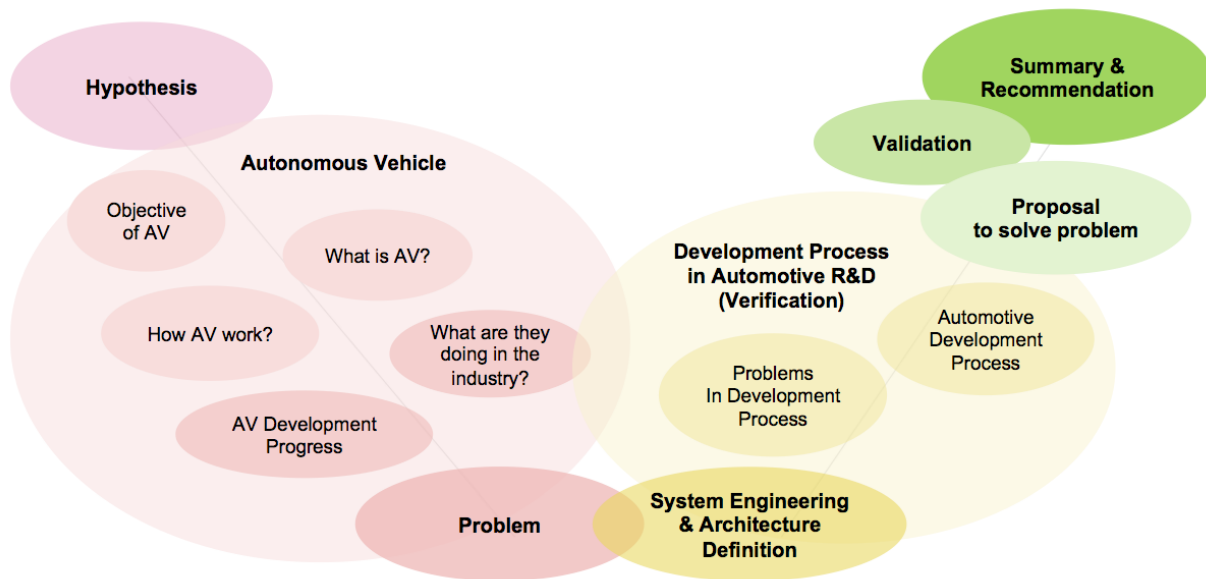 Hypothesis
Autonomous Vehicle
Objective
of AV
What is AV?
How AV work?
What are they
doing in the
industry?
AV Development
Progress
Problem
System Engineering
& Architecture
Definition
Development Process
in Automotive R&D
(Verification)
Problems
In Development
Process
Automotive
Development
Process
Proposal
to solve problem
Validation
Summary &
Recommendation